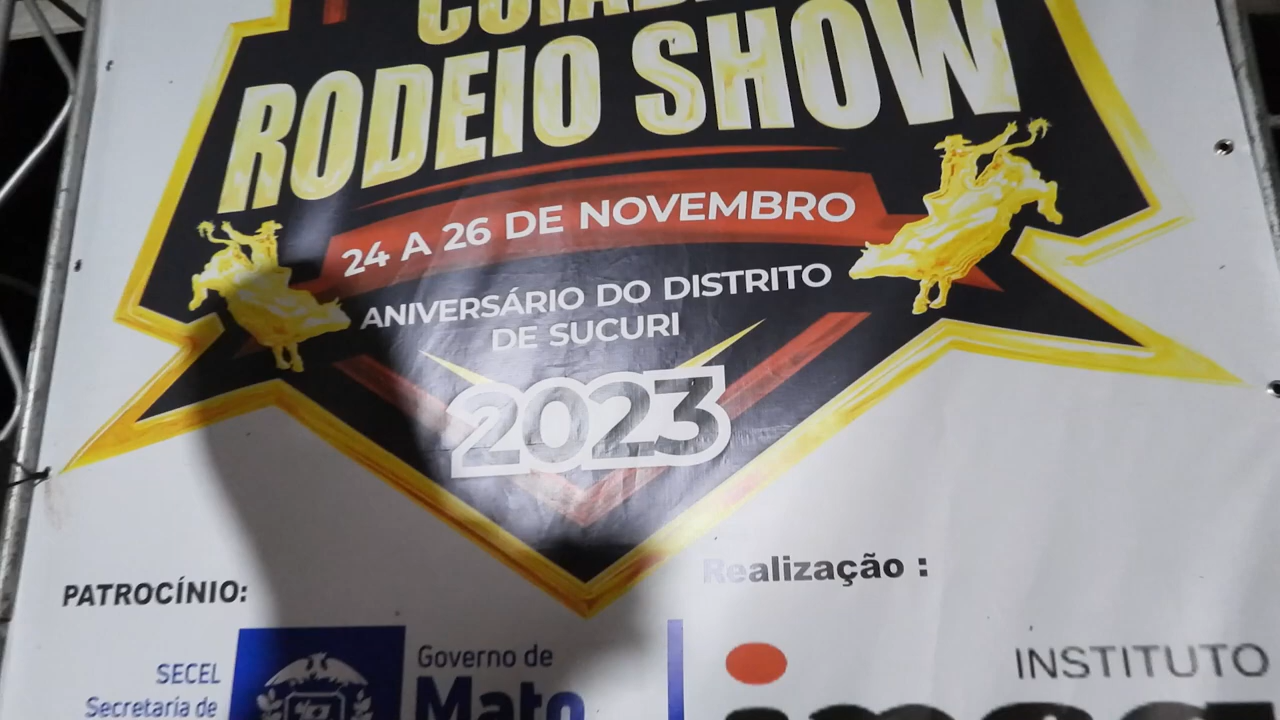 RODEIO SHOW
24 A 26 DE NOVEMBRO
ANIVERSÁRIO DO DISTRITO
DE SUCURI
2023
PATROCÍNIO:
Realização :
SECEL
Secretaria de
Governo de
Mato
INSTITUTO